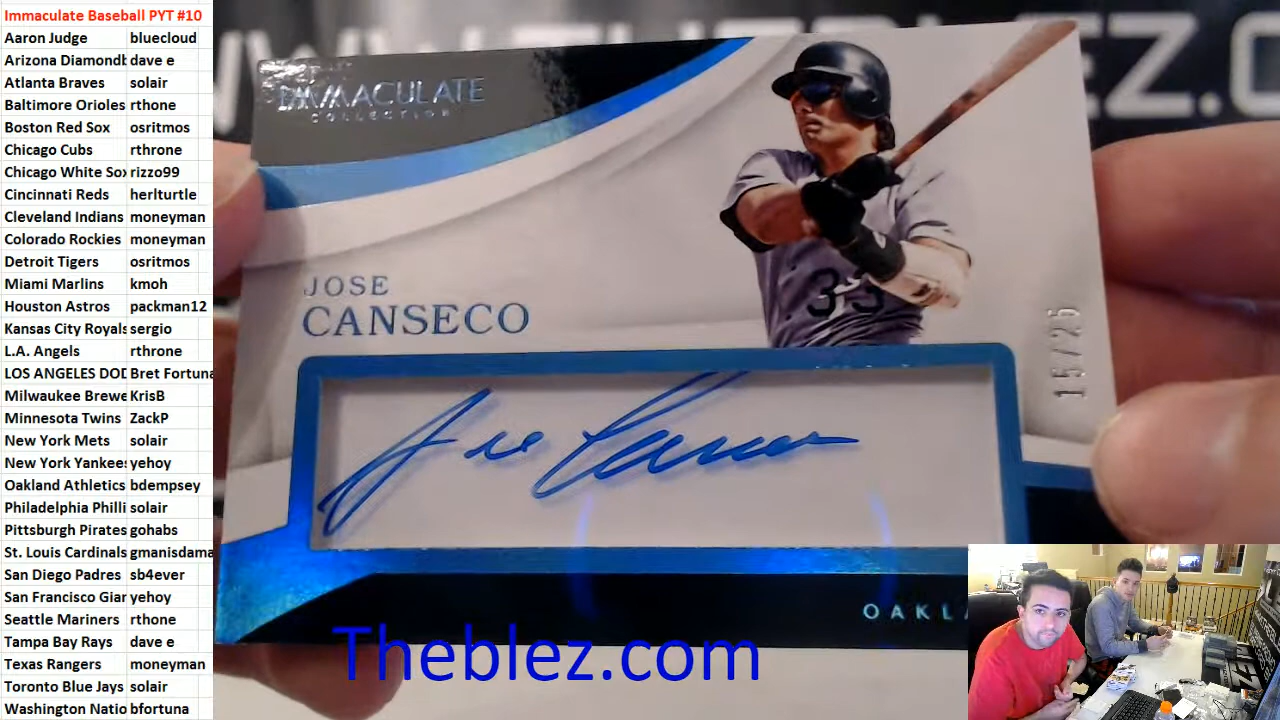 Immaculate Baseball PYT #10
Aaron Judge bluecloud
Arizona Diamondb dave e
Atlanta Braves solair
Baltimore Orioles rthone
Boston Red Sox osritmos
Chicago Cubs rthrone
Chicago White Sox rizzo99
Cincinnati Reds herlturtle
Cleveland Indians moneyman
Colorado Rockies moneyman
Detroit Tigers osritmos
Miami Marlins kmoh
Houston Astros packman12
Kansas City Royals sergio
L.A. Angels rthrone
LOS ANGELES DOD Bret Fortuna
Milwaukee Brewe KrisB
Minnesota Twins ZackP
New York Mets solair
New York Yankees yehoy
Oakland Athletics bdempsey
Philadelphia Philli solair
Pittsburgh Pirates gohabs
St. Louis Cardinals gmanisdama
San Diego Padres sb4ever
San Francisco Gian yehoy
Seattle Mariners rthone
Tampa Bay Rays dave e
Texas Rangers moneyman
Toronto Blue Jays solair
Washington Natio bfortuna
IMMACULATE
COLLECTION
JOSE
CANSECO
33
15/25
Jose Canseco
OAKLA
Theblez.com